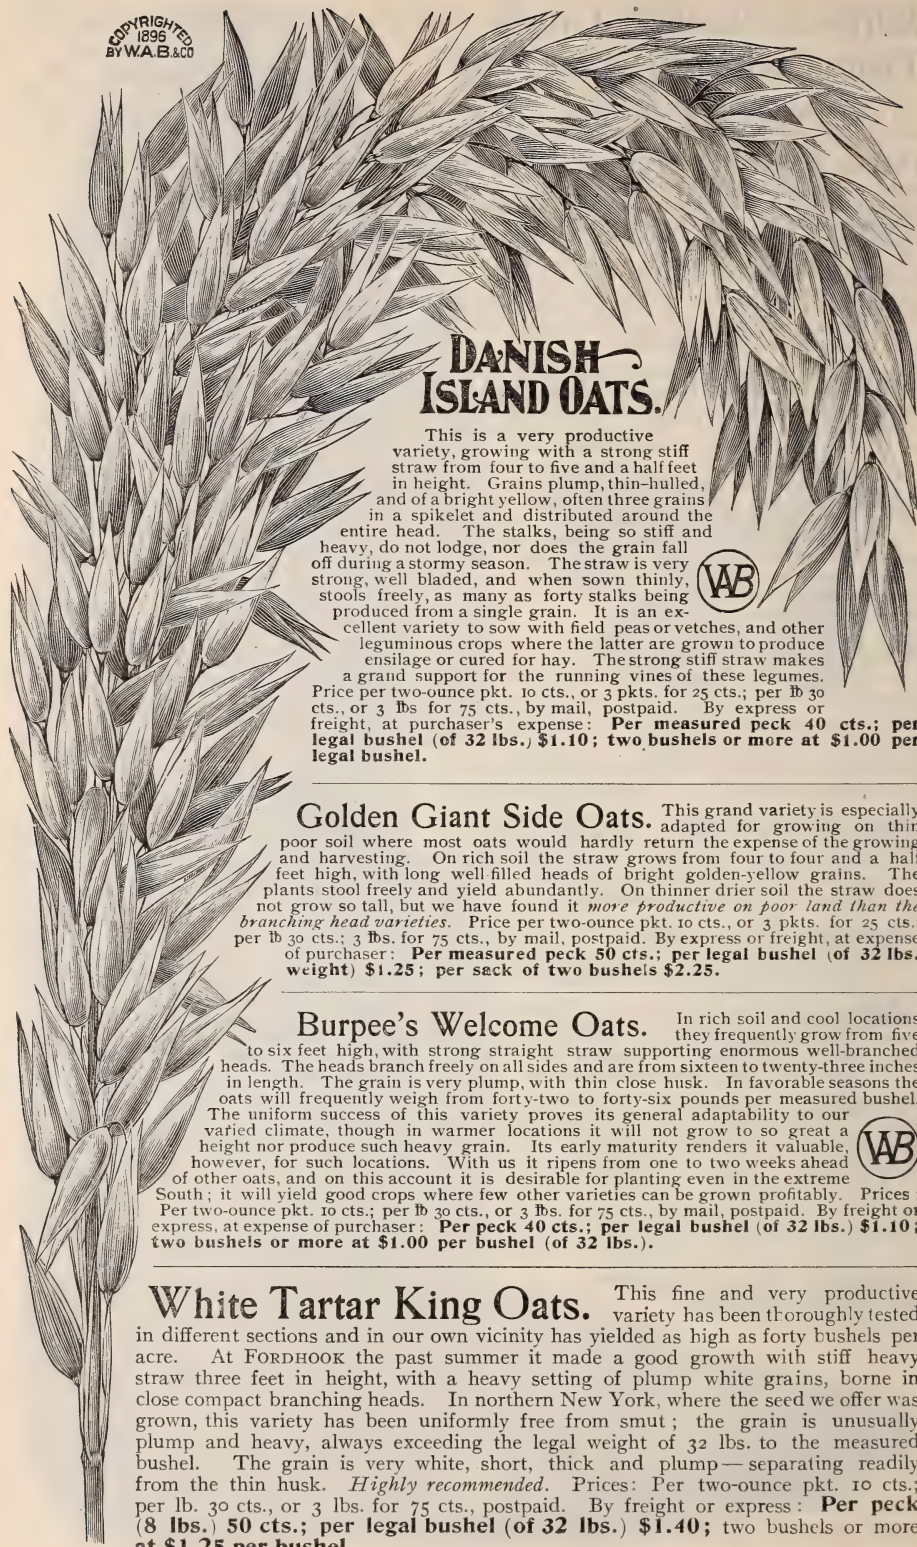 COPYRIGHTED
1896
BY W.A.B.&CO
DANISH
ISLAND OATS.
This is a very productive
variety, growing with a strong stiff
straw from four to five and a half feet
in height. Grains plump, thin-hulled,
and of a bright yellow, often three grains
in a spikelet and distributed around the
entire head. The stalks, being so stiff and
heavy, do not lodge, nor does the grain fall
off during a stormy season. The straw is very
strong, well bladed, and when sown thinly,
stools freely, as many as forty stalks being
WAB
produced from a single grain. It is an ex-
cellent variety to sow with field peas or vetches, and other
leguminous crops where the latter are grown to produce
ensilage or cured for hay. The strong stiff straw makes
a grand support for the running vines of these legumes.
Price per two-ounce pkt. 10 cts., or 3 pkts. for 25 cts.; per lb 30
cts., or 3 lbs for 75 cts., by mail, postpaid. By express or
freight, at purchaser's expense: Per measured peck 40 cts.; per
legal bushel (of 32 lbs.) $1.10; two bushels or more at $1.00 per
legal bushel.
Golden Giant Side Oats. This grand variety is especially
adapted for growing on thin
poor soil where most oats would hardly return the expense of the growing
and harvesting. On rich soil the straw grows from four to four and a half
feet high, with long well-filled heads of bright golden-yellow grains. The
plants stool freely and yield abundantly. On thinner drier soil the straw does
not grow so tall, but we have found it more productive on poor land than the
branching head varieties. Price per two-ounce pkt. 10 cts., or 3 pkts. for 25 cts.
per lb 30 cts.; 3 lbs. for 75 cts., by mail, postpaid. By express or freight, at expense
of purchaser: Per measured peck 50 cts.; per legal bushel (of 32 lbs.
weight) $1.25; per sack of two bushels $2.25.
Burpee's Welcome Oats. In rich soil and cool locations
they frequently grow from five
to six feet high, with strong straight straw supporting enormous well-branched
heads. The heads branch freely on all sides and are from sixteen to twenty-three inches
in length. The grain is very plump, with thin close husk. In favorable seasons the
oats will frequently weigh from forty-two to forty-six pounds per measured bushel.
The uniform success of this variety proves its general adaptability to our
varied climate, though in warmer locations it will not grow to so great a
height nor produce such heavy grain. Its early maturity renders it valuable,
WAB
however, for such locations. With us it ripens from one to two weeks ahead
of other oats, and on this account it is desirable for planting even in the extreme
South; it will yield good crops where few other varieties can be grown profitably. Prices
Per two-ounce pkt. 10 cts.; per lb 30 cts., or 3 lbs. for 75 cts., by mail, postpaid. By freight or
express, at expense of purchaser: Per peck 40 cts.; per legal bushel (of 32 lbs.) $1.10;
two bushels or more at $1.00 per bushel (of 32 lbs.).
White Tartar King Oats. This fine and very productive
variety has been thoroughly tested
in different sections and in our own vicinity has yielded as high as forty bushels per
acre. At FORDHOOK the past summer it made a good growth with stiff heavy
straw three feet in height, with a heavy setting of plump white grains, borne in
close compact branching heads. In northern New York, where the seed we offer was
grown, this variety has been uniformly free from smut; the grain is unusually
plump and heavy, always exceeding the legal weight of 32 lbs. to the measured
bushel. The grain is very white, short, thick and plump—separating readily
from the thin husk. Highly recommended. Prices: Per two-ounce pkt. 10 cts.;
per lb. 30 cts., or 3 lbs. for 75 cts., postpaid. By freight or express: Per peck
(8 lbs.) 50 cts.; per legal bushel (of 32 lbs.) $1.40; two bushels or more
at $1.25 per bushel.